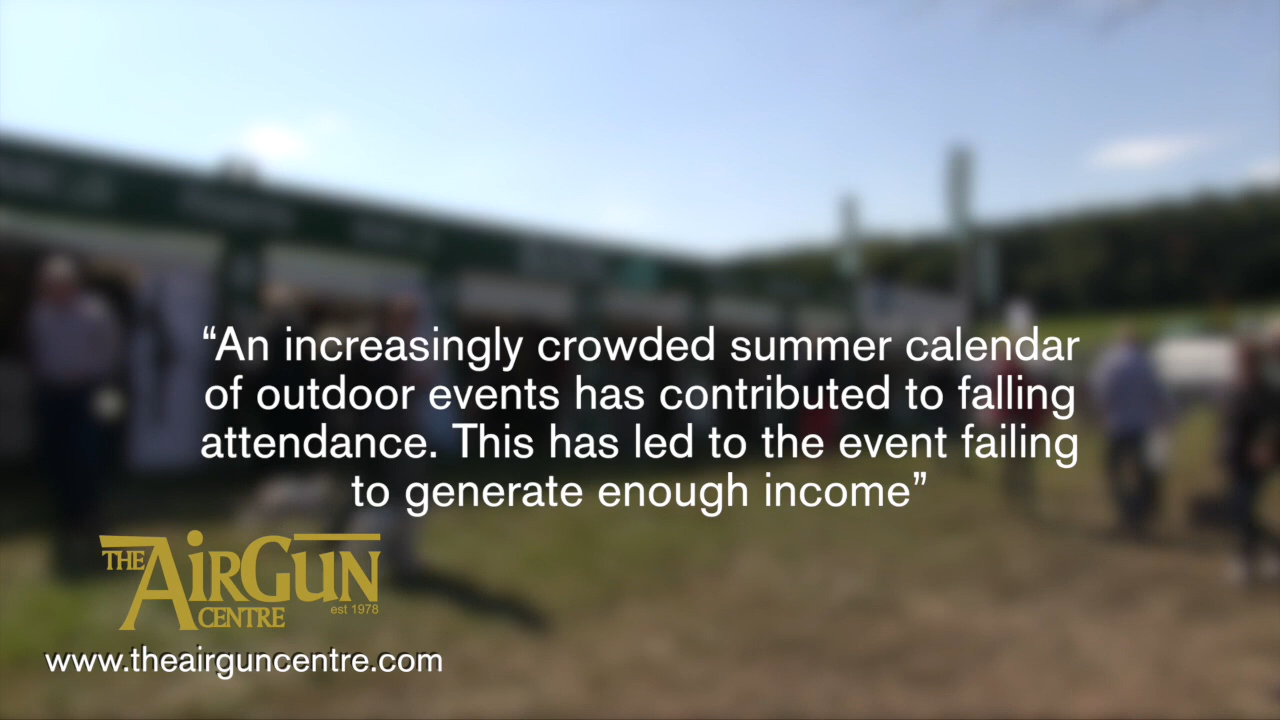 “An increasingly crowded summer calendar
of outdoor events has contributed to falling
attendance. This has led to the event failing
to generate enough income”
THE AIRGUN
CENTRE est 1978
www.theairguncentre.com